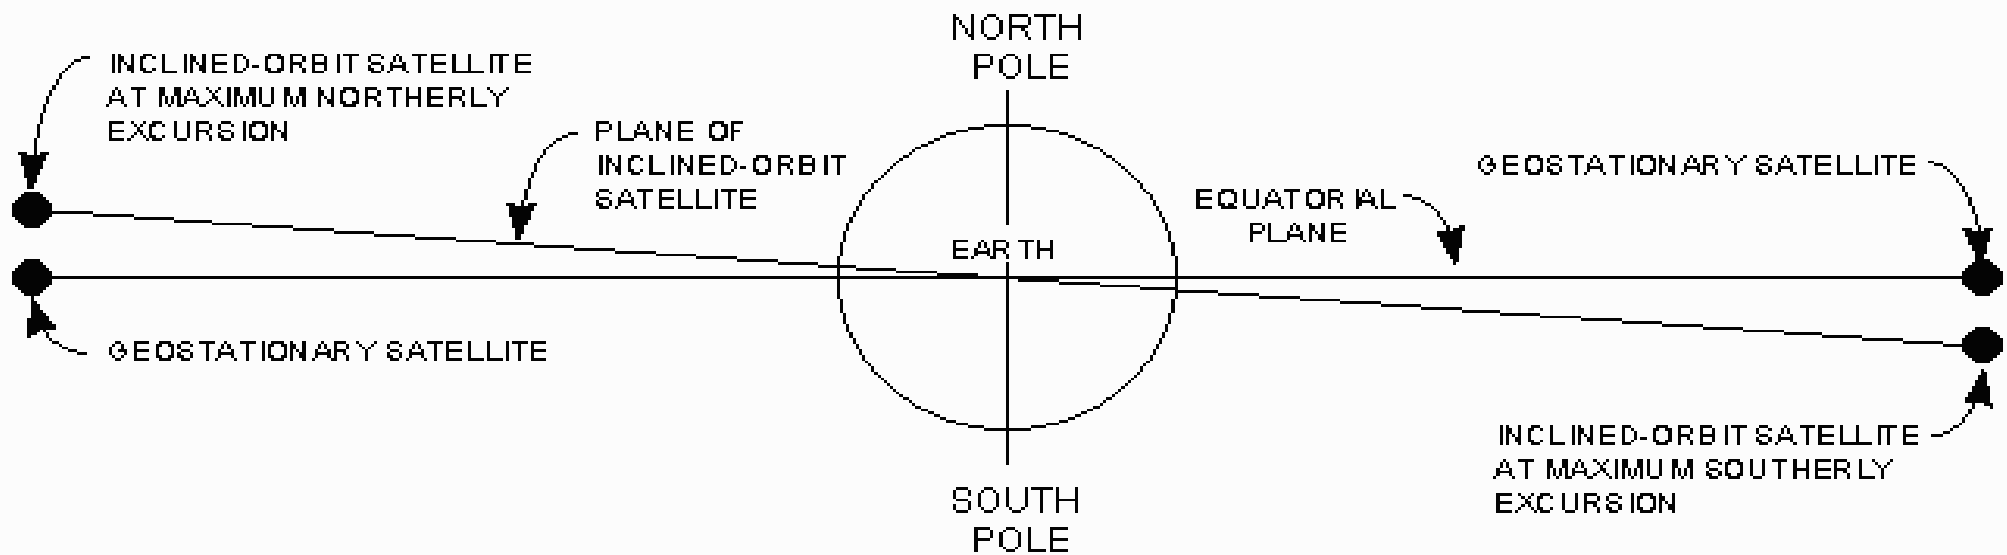 NORTH
POLE
INCLINED-ORBIT SATELLITE
AT MAXIMUM NORTHERLY
EXCURSION
PLANE OF
INCLINED-ORBIT
SATELLITE
GEOSTATIONARY SATELLITE
EQUATORIAL
PLANE
EARTH
GEOSTATIONARY SATELLITE
INCLINED-ORBIT SATELLITE
AT MAXIMUM SOUTHERLY
EXCURSION
SOUTH
POLE